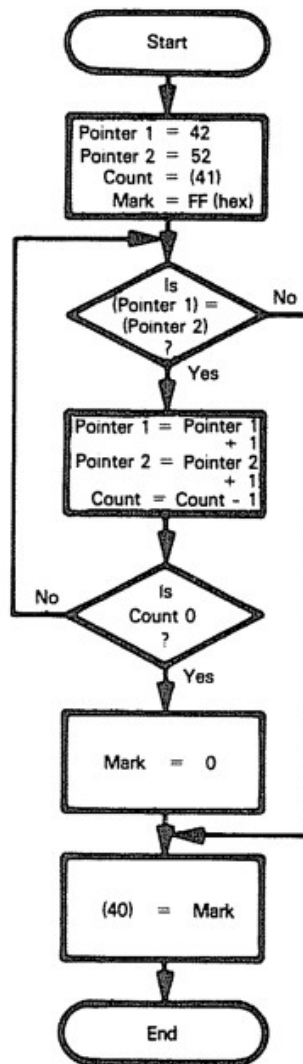 Start
Pointer 1 = 42
Pointer 2 = 52
Count = (41)
Mark = FF (hex)
Is
(Pointer 1) =
(Pointer 2)
?
No
Yes
Pointer 1 = Pointer 1
+ 1
Pointer 2 = Pointer 2
+ 1
Count = Count - 1
Is
Count 0
?
No
Yes
Mark = 0
(40) = Mark
End